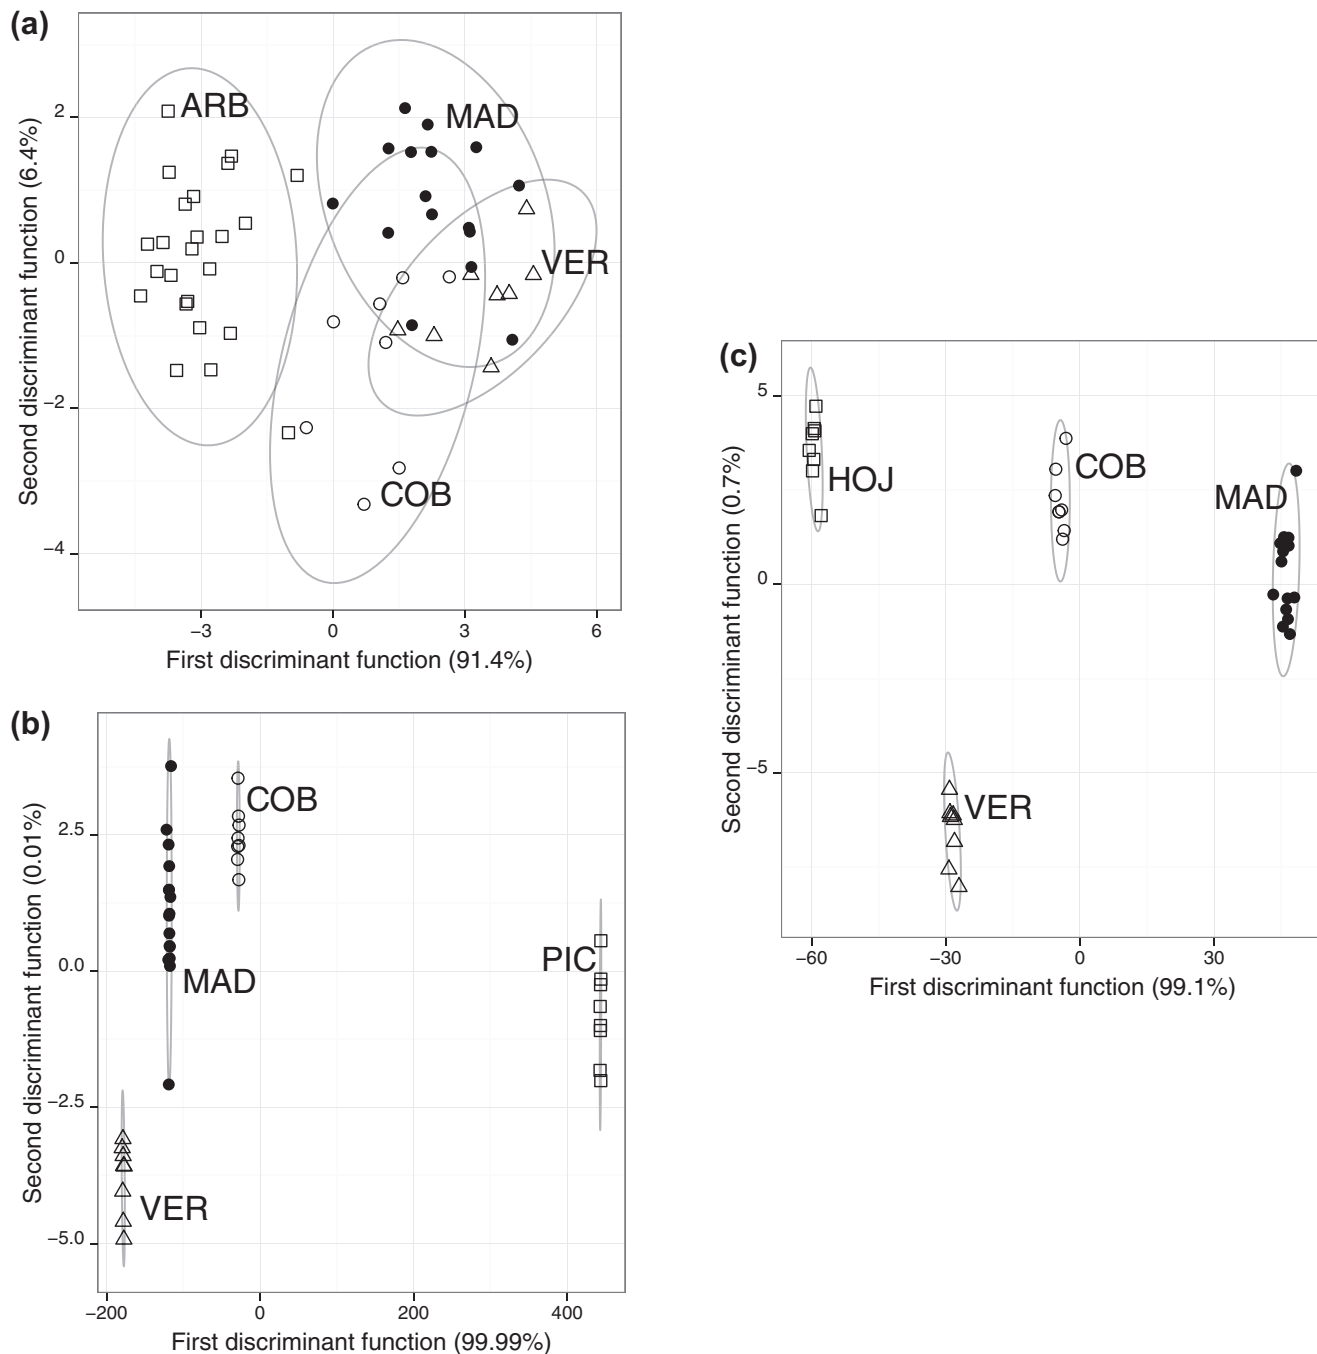 (a)
ARB
MAD
VER
COB
2
0
−2
−4
Second discriminant function (6.4%)
−3
0
3
6
First discriminant function (91.4%)
(b)
COB
MAD
PIC
VER
2.5
0.0
−2.5
−5.0
Second discriminant function (0.01%)
−200
0
200
400
First discriminant function (99.99%)
(c)
HOJ
COB
MAD
VER
5
0
−5
Second discriminant function (0.7%)
−60
−30
0
30
First discriminant function (99.1%)